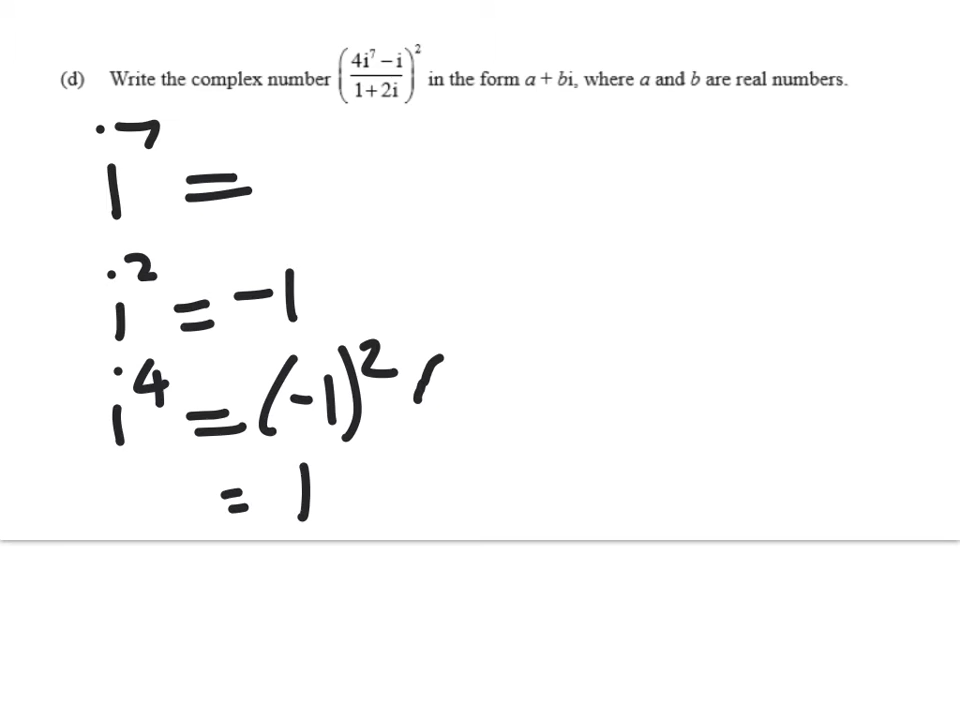 (d) Write the complex number ((4i⁷ − i)/(1 + 2i))² in the form a + bi, where a and b are real numbers.
i⁷ =
i² = −1
i⁴ = (−1)² (
= 1